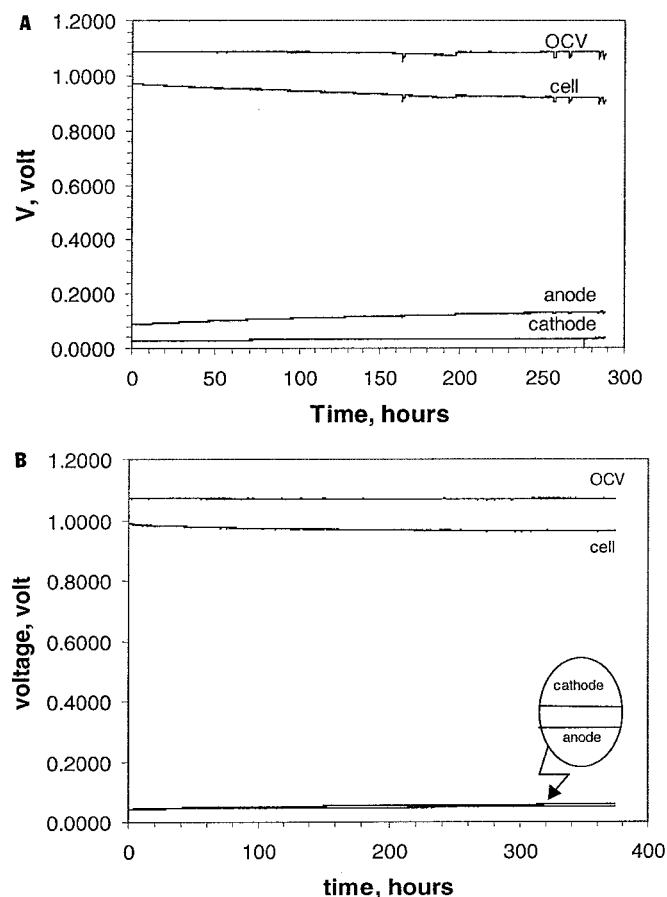 A
1.2000
1.0000
0.8000
0.6000
0.4000
0.2000
0.0000
V, volt
OCV
cell
anode
cathode
0 50 100 150 200 250 300
Time, hours
B
1.2000
1.0000
0.8000
0.6000
0.4000
0.2000
0.0000
voltage, volt
OCV
cell
cathode
anode
0 100 200 300 400
time, hours